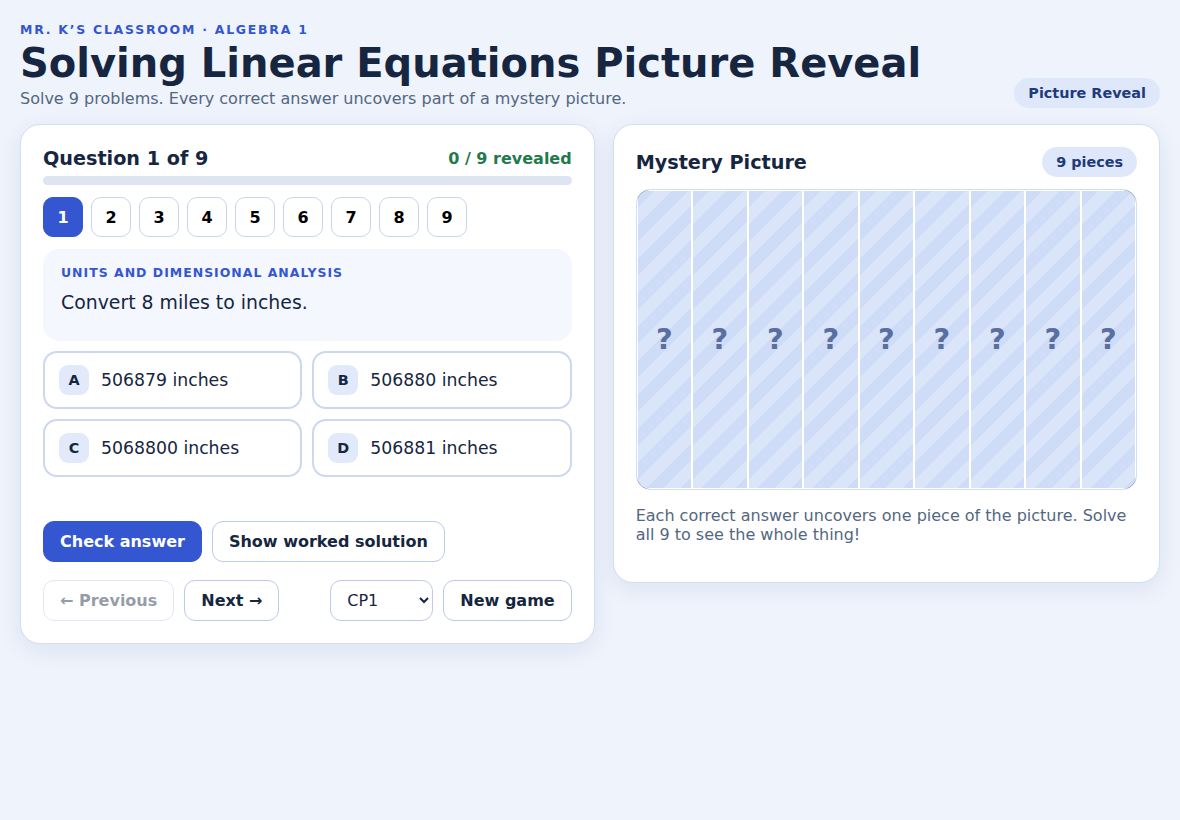 MR. K’S CLASSROOM · ALGEBRA 1
Solving Linear Equations Picture Reveal
Solve 9 problems. Every correct answer uncovers part of a mystery picture.
Picture Reveal
Question 1 of 9
0 / 9 revealed
1 2 3 4 5 6 7 8 9
UNITS AND DIMENSIONAL ANALYSIS
Convert 8 miles to inches.
A 506879 inches
B 506880 inches
C 5068800 inches
D 506881 inches
Check answer
Show worked solution
← Previous
Next →
CP1
New game
Mystery Picture
9 pieces
? ? ? ? ? ? ? ? ?
Each correct answer uncovers one piece of the picture. Solve
all 9 to see the whole thing!